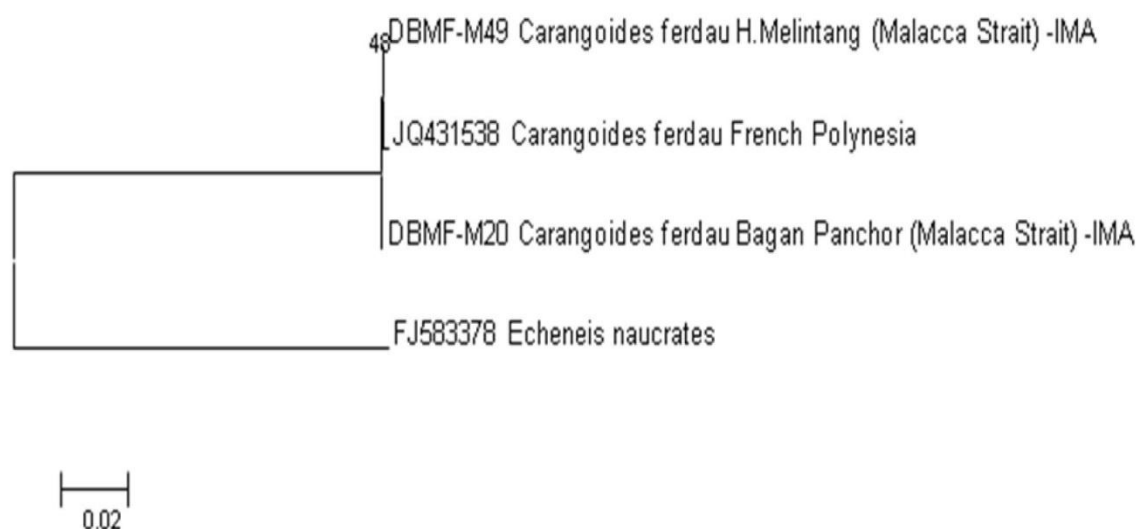 48
DBMF-M49 Carangoides ferdau H.Melintang (Malacca Strait) -IMA
JQ431538 Carangoides ferdau French Polynesia
DBMF-M20 Carangoides ferdau Bagan Panchor (Malacca Strait) -IMA
FJ583378 Echeneis naucrates
0.02